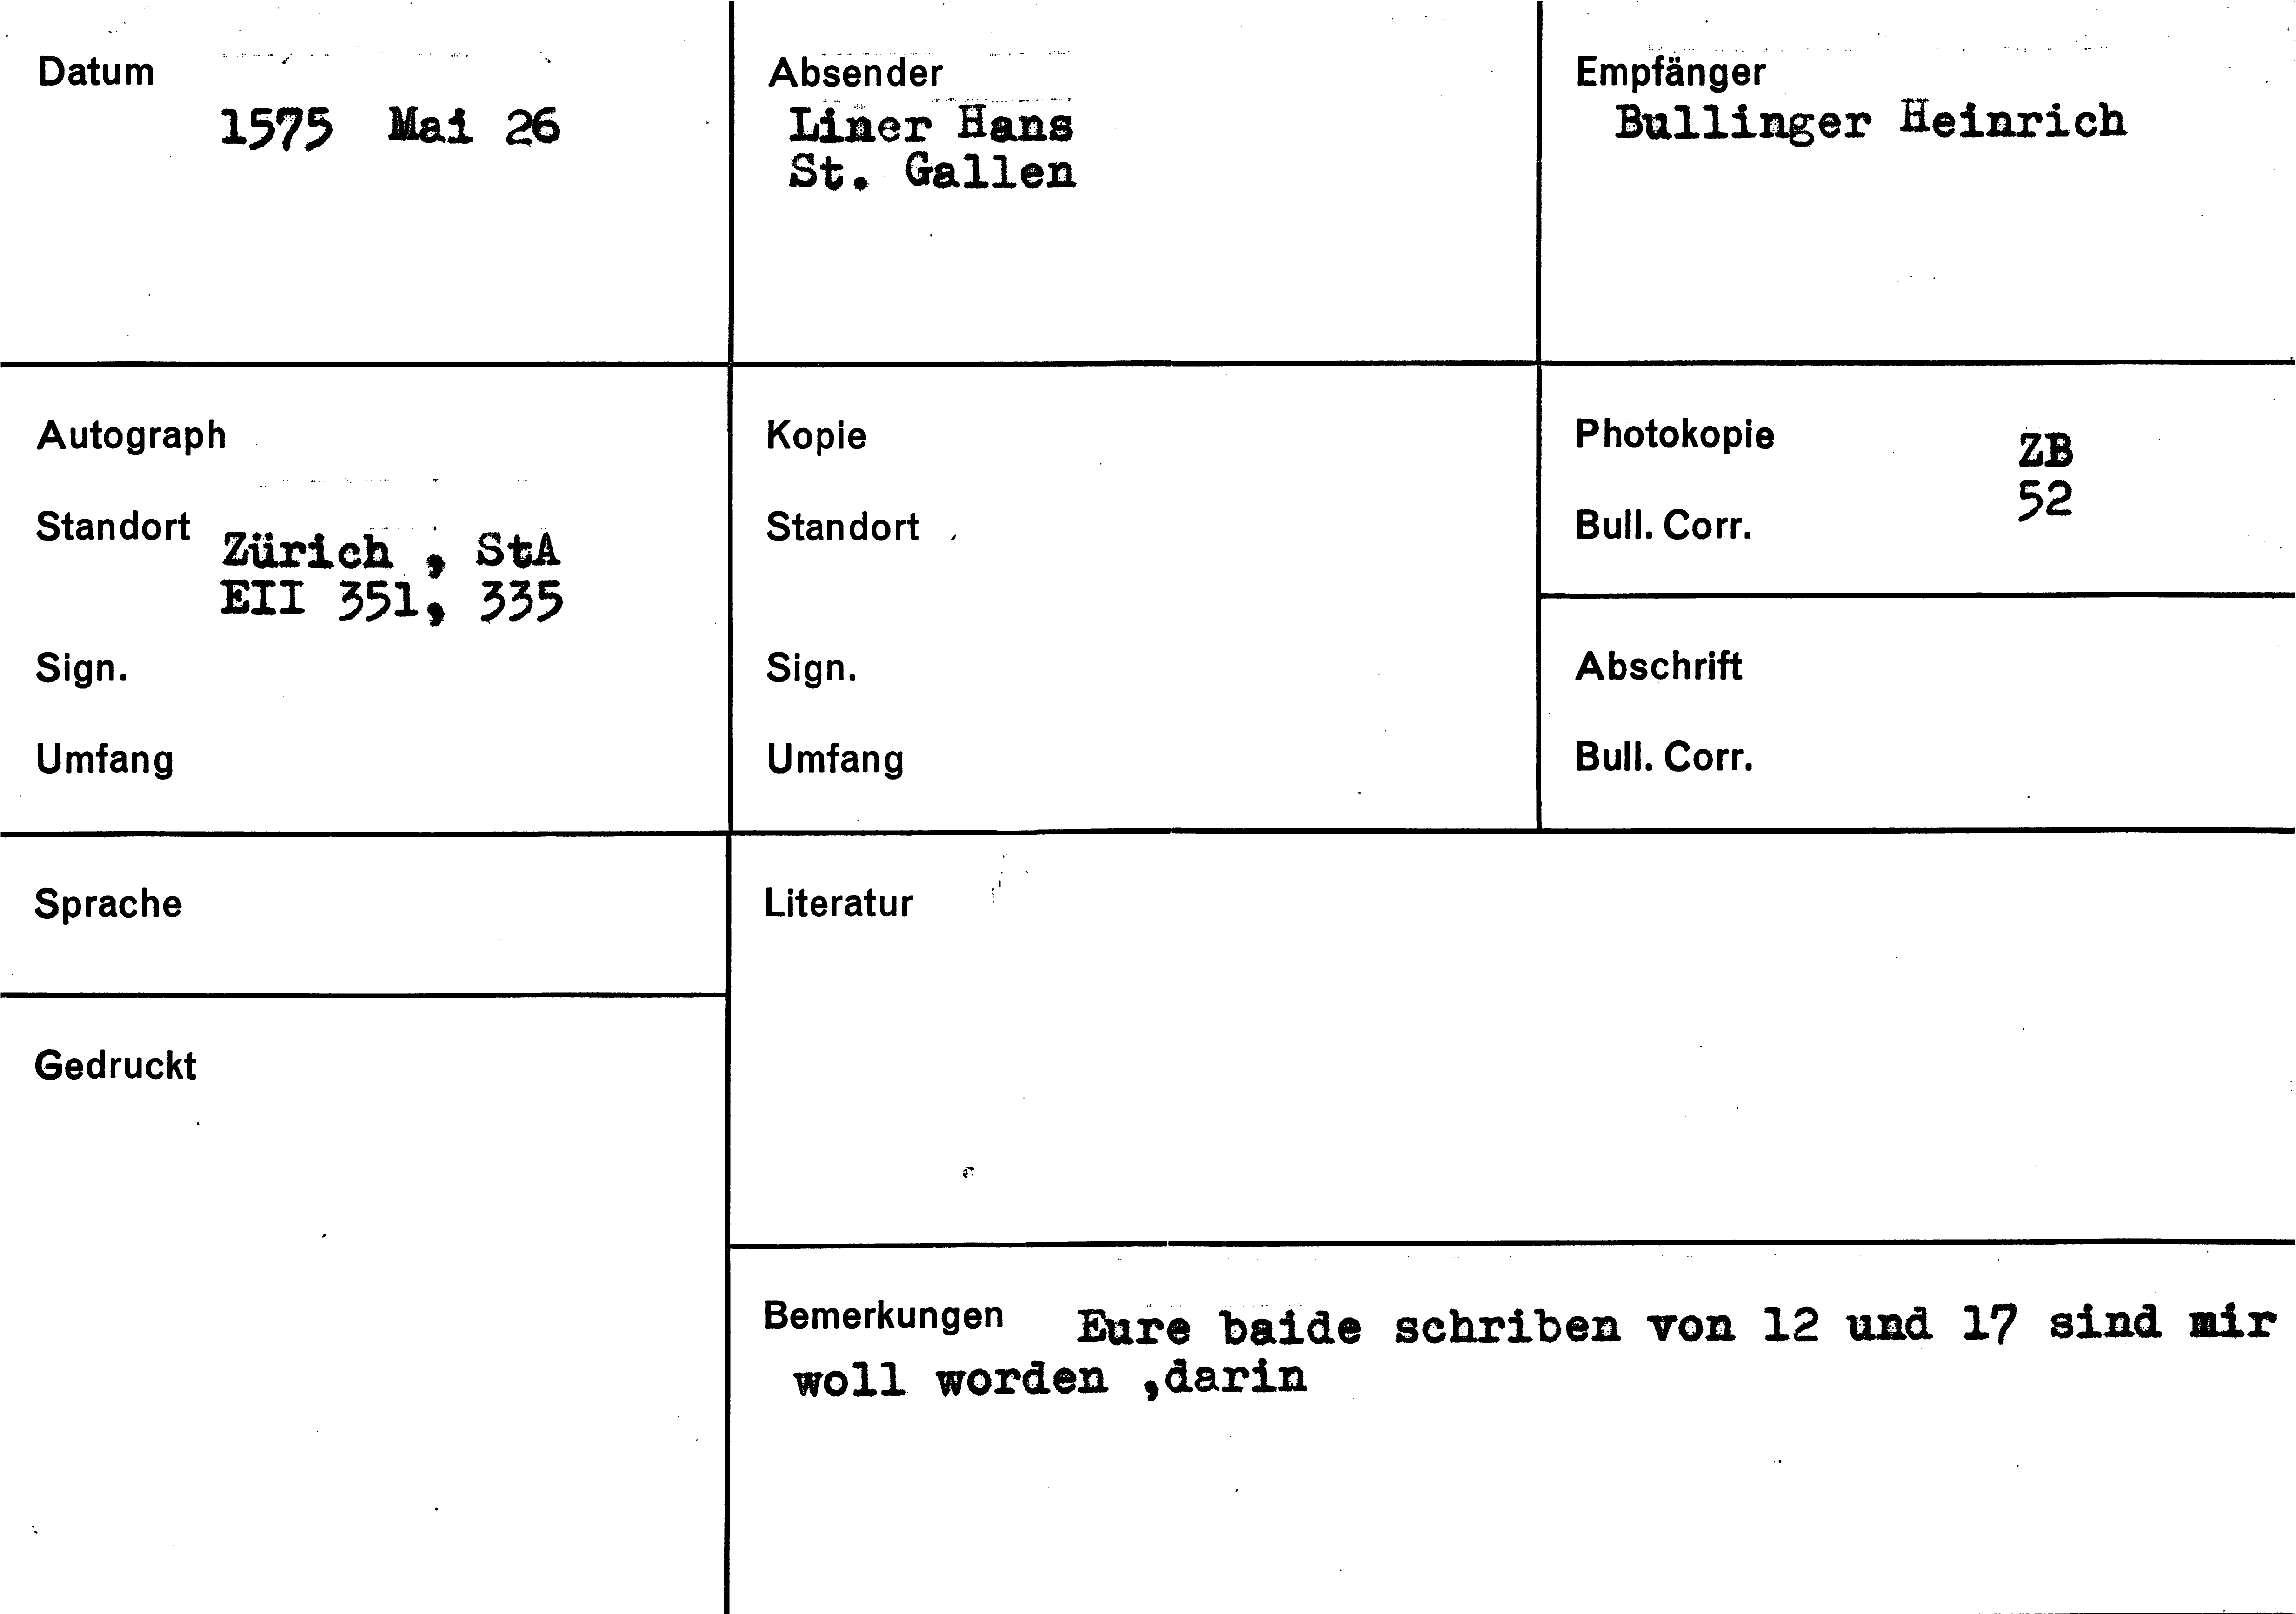 Datum
1575 Mai 26
Absender
Liner Hans
St. Gallen
Empfänger
Bullinger Heinrich
Autograph
Standort Zürich , StA
EII 351, 335
Sign.
Umfang
Kopie
Standort
Sign.
Umfang
Photokopie ZB
Bull. Corr. 52
Abschrift
Bull. Corr.
Sprache
Literatur
Gedruckt
Bemerkungen Eure baide schriben von 12 und 17 sind mir
woll worden ,darin